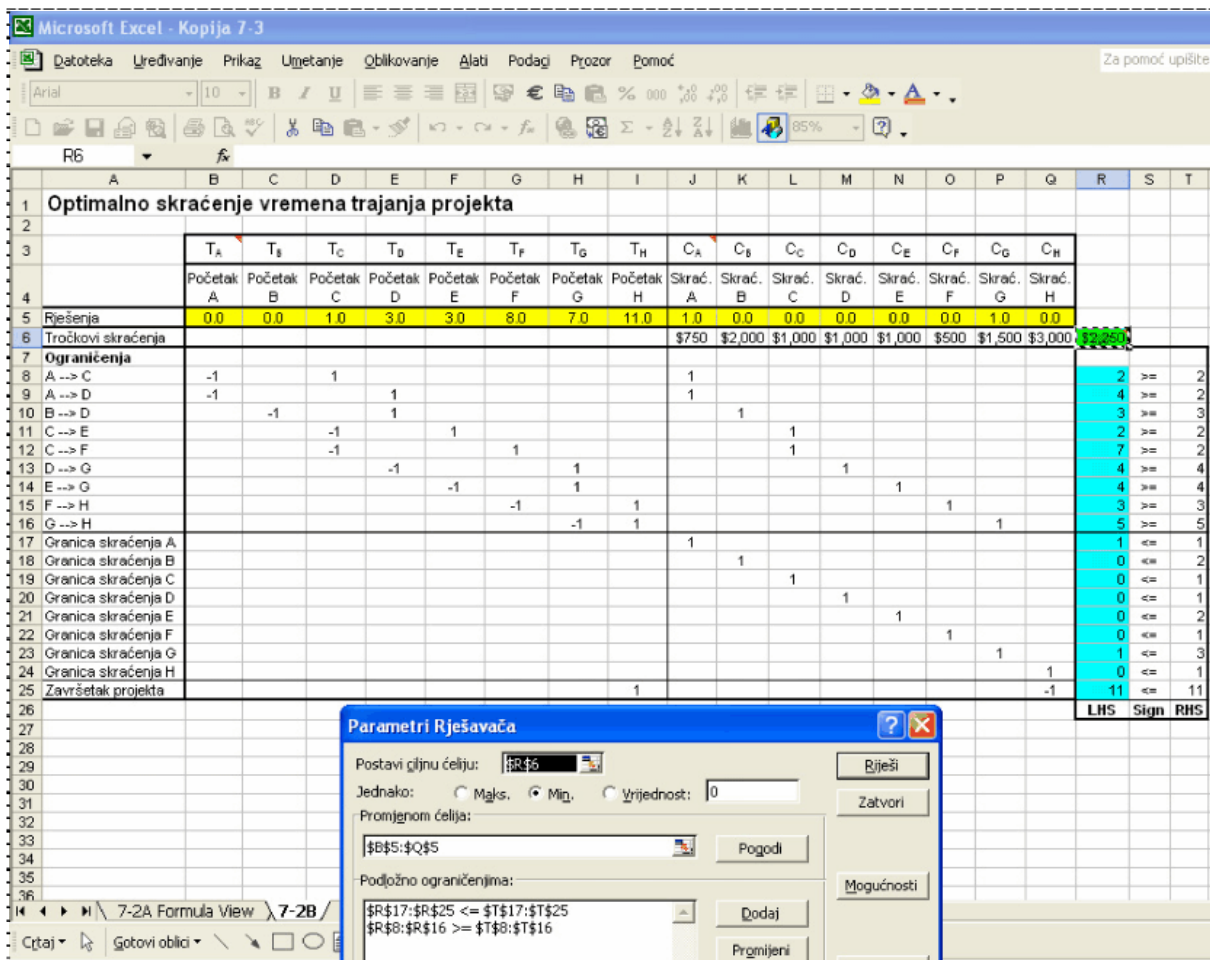 Microsoft Excel - Kopija 7-3
Datoteka Uređivanje Prikaz Umetanje Oblikovanje Alati Podaci Prozor Pomoć Za pomoć upišite
Arial 10 B I U € % 000
85%
R6 fx
A B C D E F G H I J K L M N O P Q R S T
1 Optimalno skraćenje vremena trajanja projekta
2
3 TA TB TC TD TE TF TG TH CA CB CC CD CE CF CG CH
Početak Početak Početak Početak Početak Početak Početak Početak Skrać. Skrać. Skrać. Skrać. Skrać. Skrać. Skrać. Skrać.
4 A B C D E F G H A B C D E F G H
5 Rješenja 0.0 0.0 1.0 3.0 3.0 8.0 7.0 11.0 1.0 0.0 0.0 0.0 0.0 0.0 1.0 0.0
6 Tročkovi skraćenja $750 $2,000 $1,000 $1,000 $1,000 $500 $1,500 $3,000 $2,250
7 Ograničenja
8 A --> C -1 1 1 2 >= 2
9 A --> D -1 1 1 4 >= 2
10 B --> D -1 1 1 3 >= 3
11 C --> E -1 1 1 2 >= 2
12 C --> F -1 1 1 7 >= 2
13 D --> G -1 1 1 4 >= 4
14 E --> G -1 1 1 4 >= 4
15 F --> H -1 1 1 3 >= 3
16 G --> H -1 1 1 5 >= 5
17 Granica skraćenja A 1 1 <= 1
18 Granica skraćenja B 1 0 <= 2
19 Granica skraćenja C 1 0 <= 1
20 Granica skraćenja D 1 0 <= 1
21 Granica skraćenja E 1 0 <= 2
22 Granica skraćenja F 1 0 <= 1
23 Granica skraćenja G 1 1 <= 3
24 Granica skraćenja H 1 0 <= 1
25 Završetak projekta 1 -1 11 <= 11
26 LHS Sign RHS
27
28
29
30
31
32
33
34
35
36
Parametri Rješavača
Postavi ciljnu ćeliju: $R$6 Riješi
Jednako: Maks. Min. Vrijednost: 0 Zatvori
Promjenom ćelija:
$B$5:$Q$5 Pogodi
Podložno ograničenjima: Mogućnosti
$R$17:$R$25 <= $T$17:$T$25 Dodaj
$R$8:$R$16 >= $T$8:$T$16
Promijeni
7-2A Formula View 7-2B
Crtaj Gotovi oblici